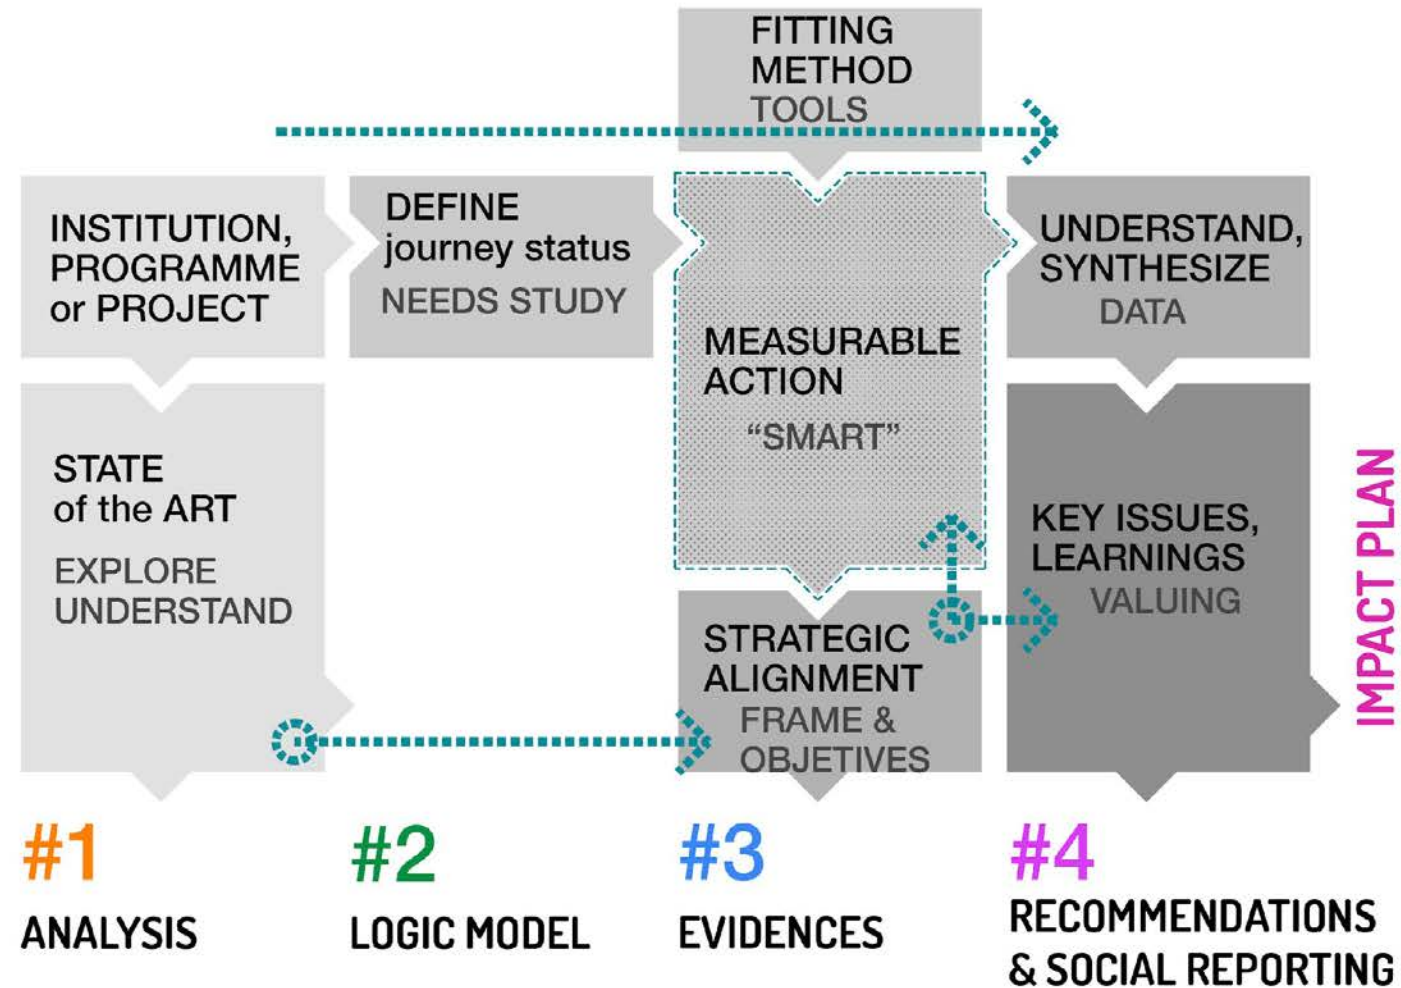 FITTING
METHOD
TOOLS
INSTITUTION,
PROGRAMME
or PROJECT
DEFINE
journey status
NEEDS STUDY
MEASURABLE
ACTION
“SMART”
UNDERSTAND,
SYNTHESIZE
DATA
STATE
of the ART
EXPLORE
UNDERSTAND
STRATEGIC
ALIGNMENT
FRAME &
OBJETIVES
KEY ISSUES,
LEARNINGS
VALUING
IMPACT PLAN
#1
ANALYSIS
#2
LOGIC MODEL
#3
EVIDENCES
#4
RECOMMENDATIONS
& SOCIAL REPORTING